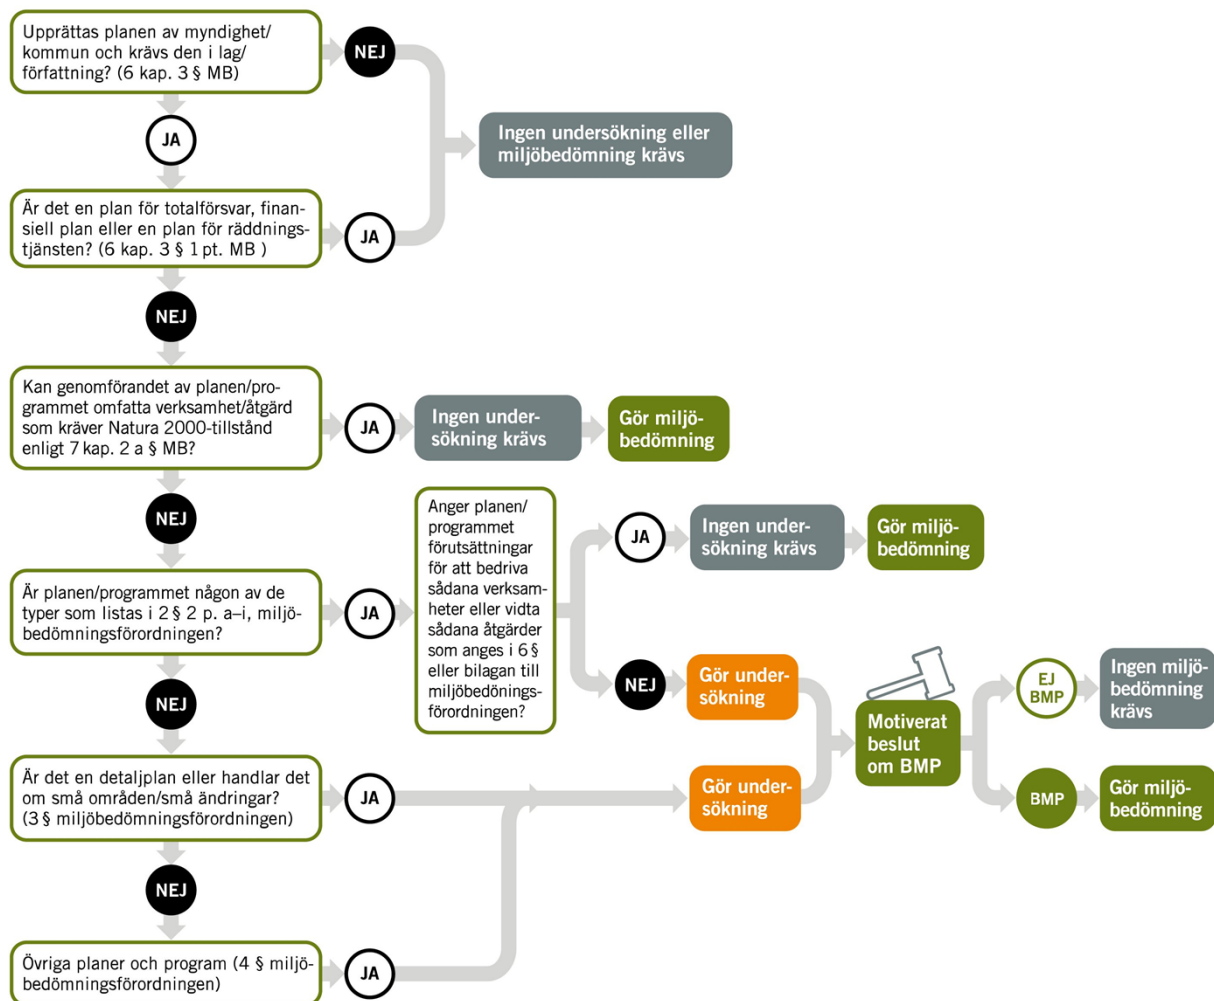 Upprättas planen av myndighet/
kommun och krävs den i lag/
författning? (6 kap. 3 § MB)
NEJ
JA
Ingen undersökning eller
miljöbedömning krävs
Är det en plan för totalförsvar, finan-
siell plan eller en plan för räddnings-
tjänsten? (6 kap. 3 § 1 pt. MB )
JA
NEJ
Kan genomförandet av planen/pro-
grammet omfatta verksamhet/åtgärd
som kräver Natura 2000-tillstånd
enligt 7 kap. 2 a § MB?
JA
Ingen under-
sökning krävs
Gör miljö-
bedömning
NEJ
Är planen/programmet någon av de
typer som listas i 2 § 2 p. a–i, miljö-
bedömningsförordningen?
JA
Anger planen/
programmet
förutsättningar
för att bedriva
sådana verksam-
heter eller vidta
sådana åtgärder
som anges i 6 §
eller bilagan till
miljöbedönings-
förordningen?
JA
Ingen under-
sökning krävs
Gör miljö-
bedömning
NEJ
Gör under-
sökning
Motiverat
beslut
om BMP
EJ
BMP
Ingen miljö-
bedömning
krävs
BMP
Gör miljö-
bedömning
NEJ
Är det en detaljplan eller handlar det
om små områden/små ändringar?
(3 § miljöbedömningsförordningen)
JA
Gör under-
sökning
NEJ
Övriga planer och program (4 § miljö-
bedömningsförordningen)
JA